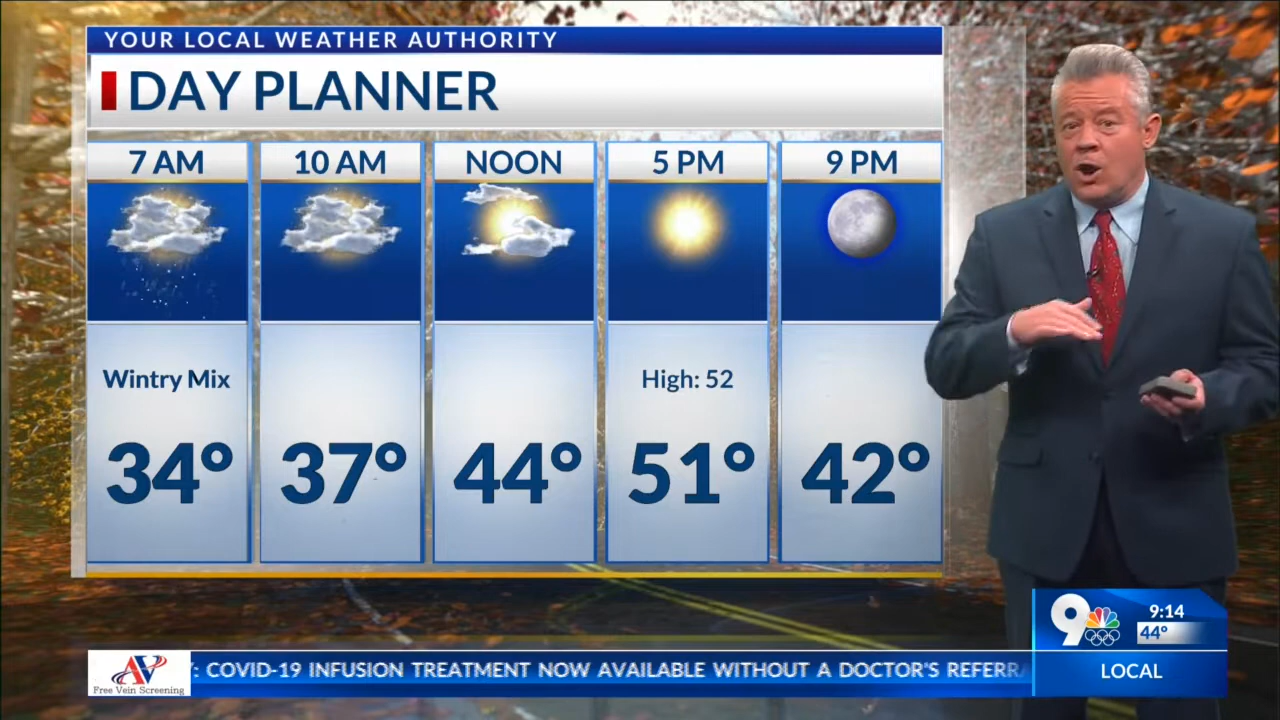 YOUR LOCAL WEATHER AUTHORITY
DAY PLANNER
7 AM
10 AM
NOON
5 PM
9 PM
Wintry Mix
High: 52
34°
37°
44°
51°
42°
9
9:14
44°
LOCAL
AV
Free Vein Screening
: COVID-19 INFUSION TREATMENT NOW AVAILABLE WITHOUT A DOCTOR'S REFERRA